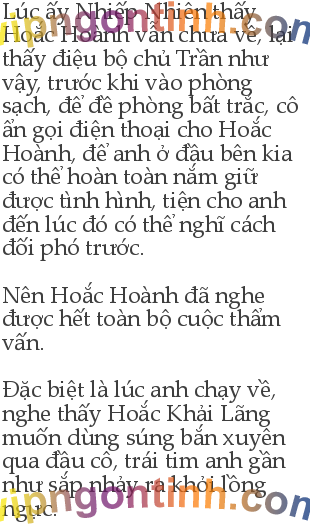 Lúc ấy Nhiếp Nhiên thấy
Hoắc Hoành vẫn chưa về, lại
thấy điệu bộ chủ Trần như
vậy, trước khi vào phòng
sạch, để đề phòng bất trắc, cô
ấn gọi điện thoại cho Hoắc
Hoành, để anh ở đầu bên kia
có thể hoàn toàn nắm giữ
được tình hình, tiện cho anh
đến lúc đó có thể nghĩ cách
đối phó trước.
Nên Hoắc Hoành đã nghe
được hết toàn bộ cuộc thẩm
vấn.
Đặc biệt là lúc anh chạy về,
nghe thấy Hoắc Khải Lãng
muốn dùng súng bắn xuyên
qua đầu cô, trái tim anh gần
như sắp nhảy ra khỏi lồng
ngực.
vipngontinh.com
vipngontinh.com